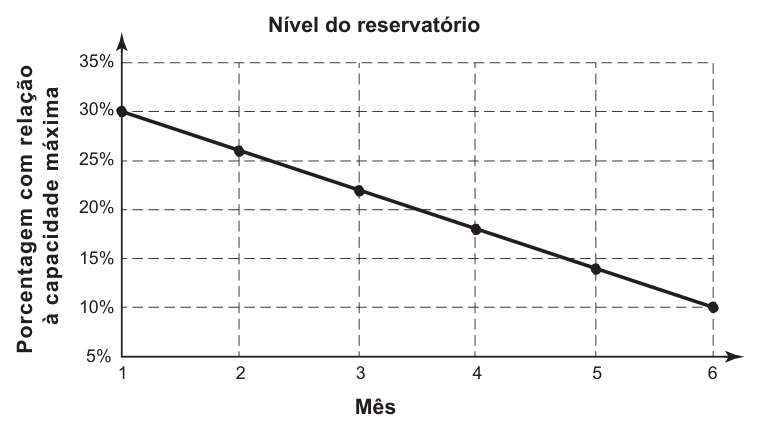 Nível do reservatório
Porcentagem com relação
à capacidade máxima
35%
30%
25%
20%
15%
10%
5%
1 2 3 4 5 6
Mês